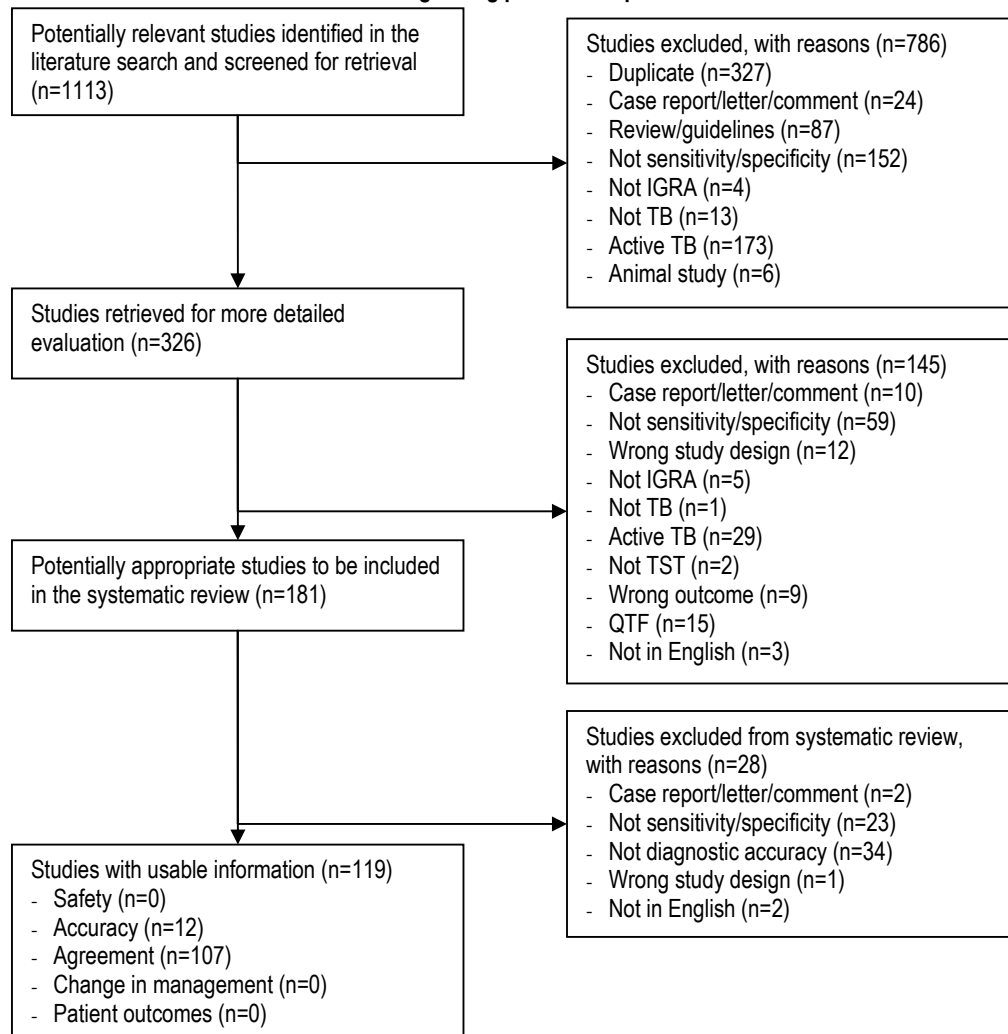 Potentially relevant studies identified in the
literature search and screened for retrieval
(n=1113)
Studies excluded, with reasons (n=786)
- Duplicate (n=327)
- Case report/letter/comment (n=24)
- Review/guidelines (n=87)
- Not sensitivity/specificity (n=152)
- Not IGRA (n=4)
- Not TB (n=13)
- Active TB (n=173)
- Animal study (n=6)
Studies retrieved for more detailed
evaluation (n=326)
Studies excluded, with reasons (n=145)
- Case report/letter/comment (n=10)
- Not sensitivity/specificity (n=59)
- Wrong study design (n=12)
- Not IGRA (n=5)
- Not TB (n=1)
- Active TB (n=29)
- Not TST (n=2)
- Wrong outcome (n=9)
- QTF (n=15)
- Not in English (n=3)
Potentially appropriate studies to be included
in the systematic review (n=181)
Studies excluded from systematic review,
with reasons (n=28)
- Case report/letter/comment (n=2)
- Not sensitivity/specificity (n=23)
- Not diagnostic accuracy (n=34)
- Wrong study design (n=1)
- Not in English (n=2)
Studies with usable information (n=119)
- Safety (n=0)
- Accuracy (n=12)
- Agreement (n=107)
- Change in management (n=0)
- Patient outcomes (n=0)